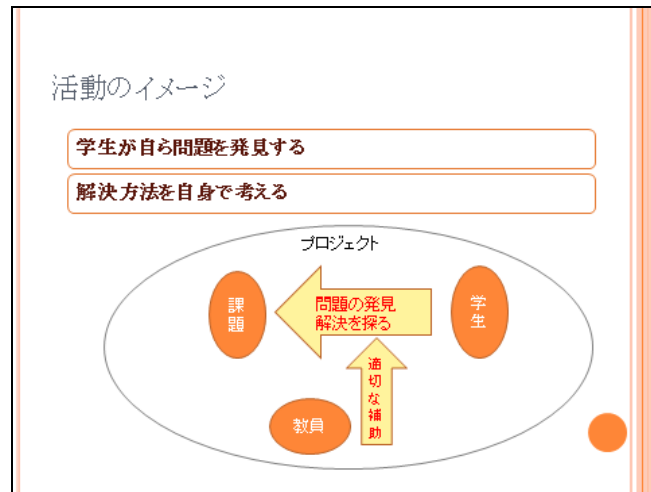 活動のイメージ
学生が自ら問題を発見する
解決方法を自身で考える
プロジェクト
課題
問題の発見
解決を探る
学生
適切な補助
教員